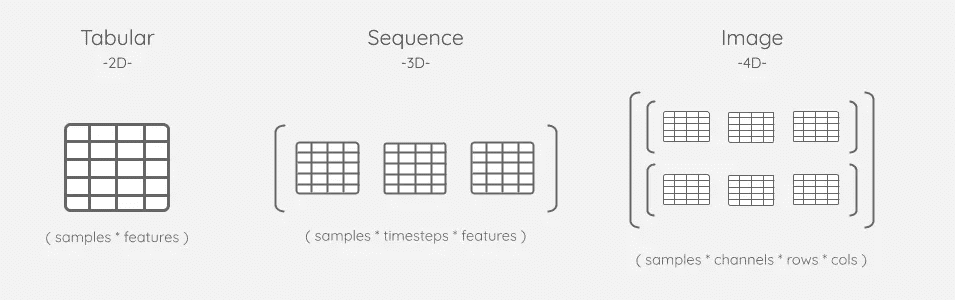 Tabular
-2D-
( samples * features )
Sequence
-3D-
( samples * timesteps * features )
Image
-4D-
( samples * channels * rows * cols )